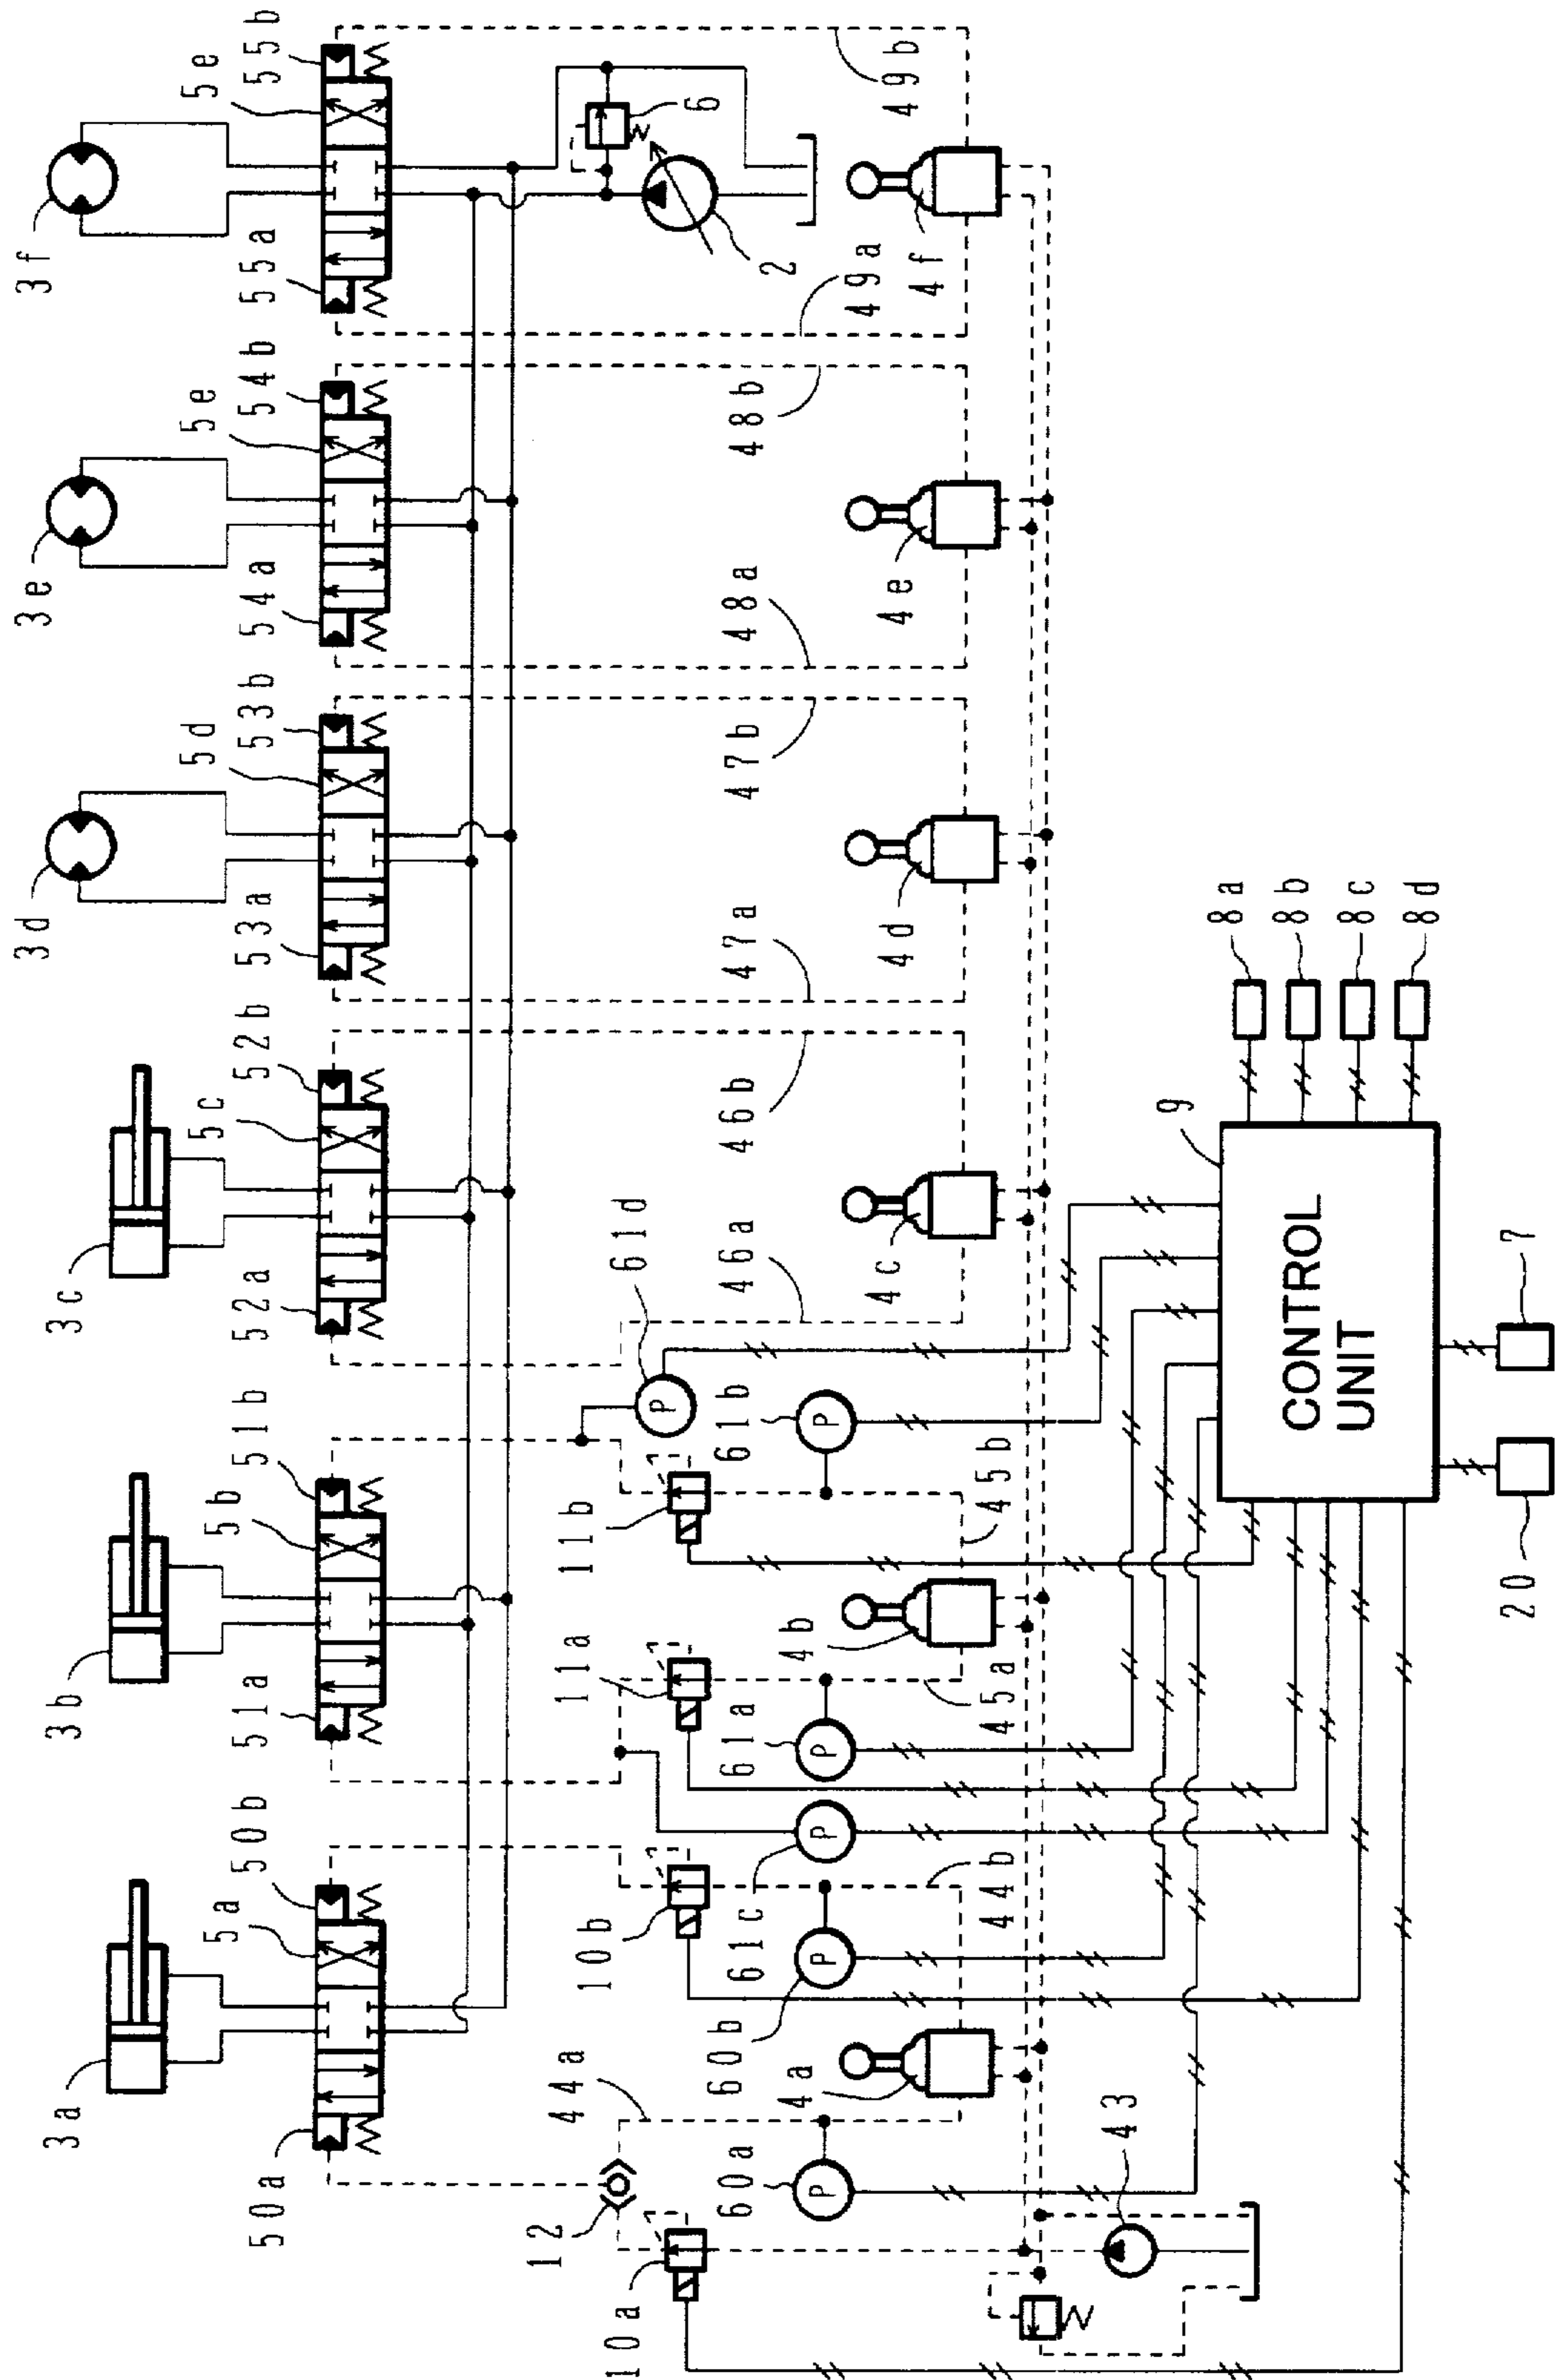 3a
3b
3c
3d
3e
3f
50a
5a
50b
51a
5b
51b
52a
5c
52b
53a
5d
53b
54a
5e
54b
55a
5e
55b
6
2
12
10a
44a
10b
11a
11b
61d
46a
46b
47a
47b
48a
48b
49a
49b
60a
P
60b
P
61c
P
61a
P
61b
P
P
4a
44b
45a
4b
45b
4c
4d
4e
4f
43
9
CONTROL
UNIT
8a
8b
8c
8d
20
7